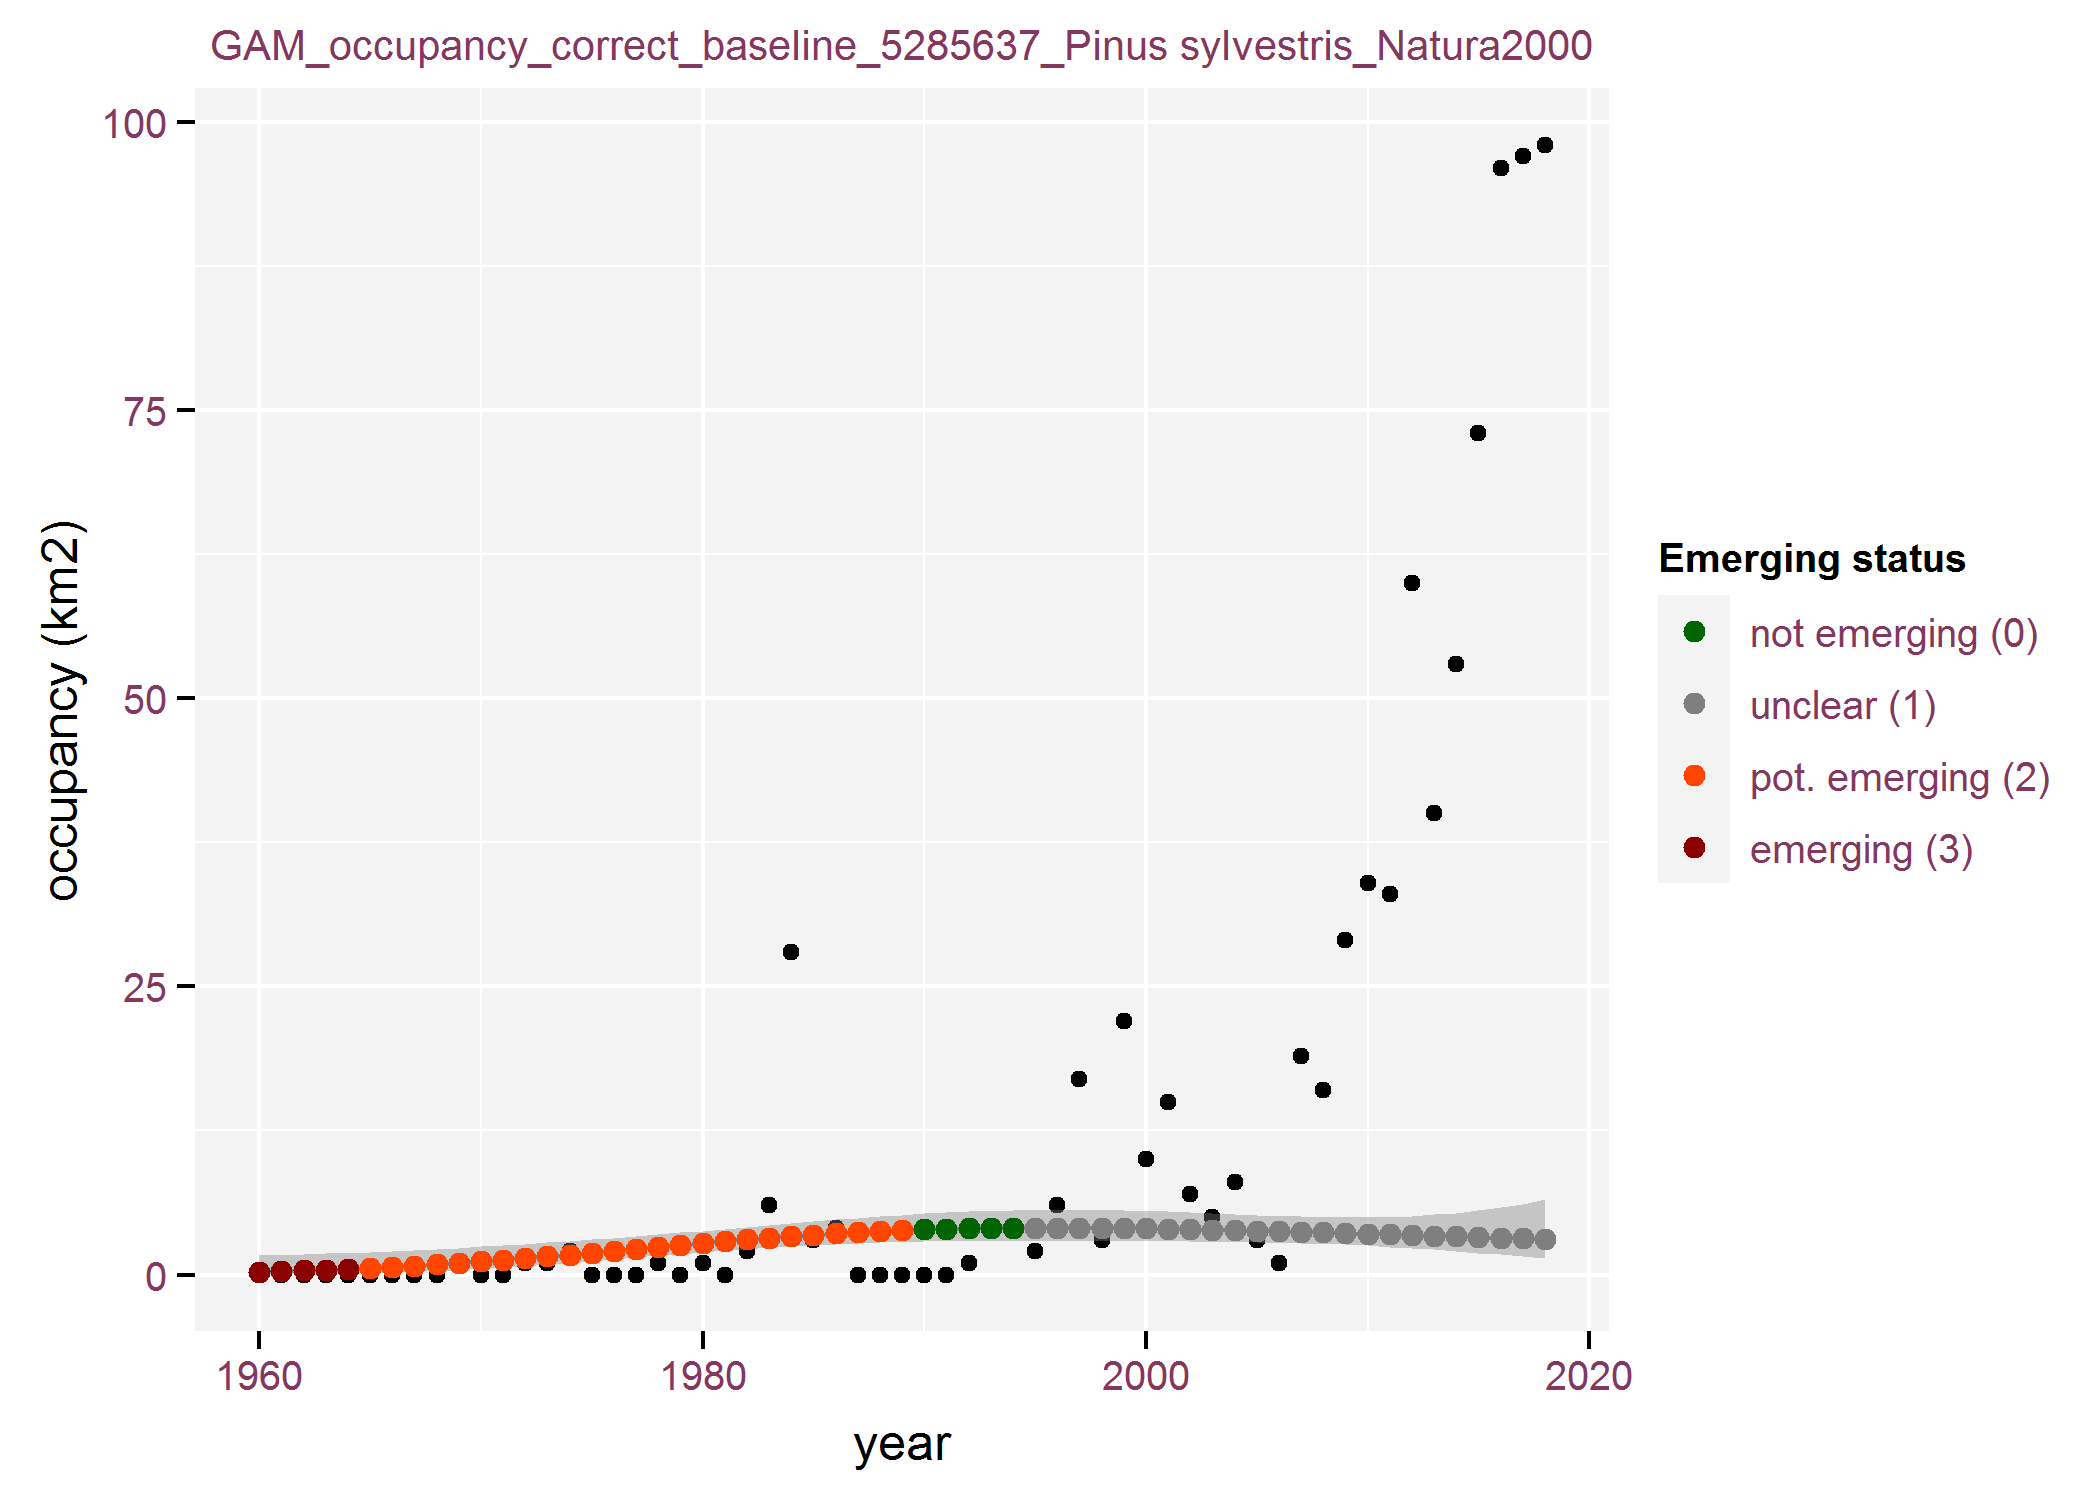 GAM_occupancy_correct_baseline_5285637_Pinus sylvestris_Natura2000
100
75
50
25
0
occupancy (km2)
1960
1980
2000
2020
year
Emerging status
not emerging (0)
unclear (1)
pot. emerging (2)
emerging (3)